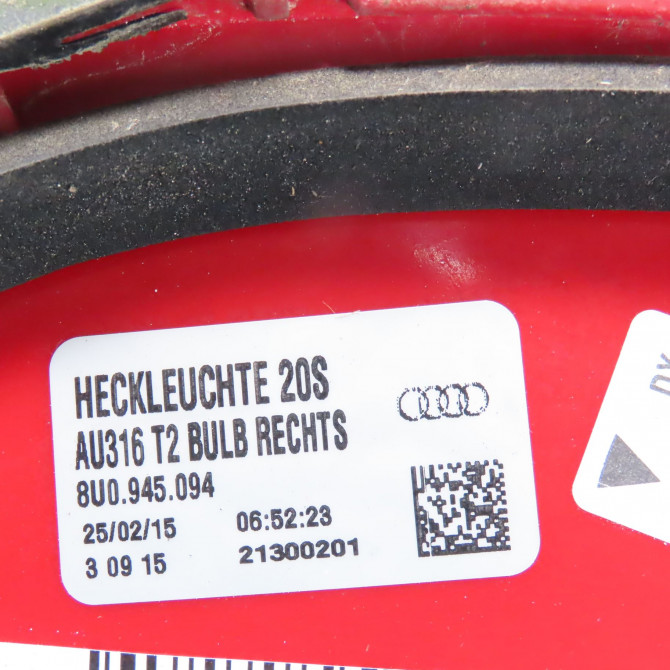 HECKLEUCHTE 20S
AU316 T2 BULB RECHTS
8U0.945.094
25/02/15 06:52:23
3 09 15 21300201